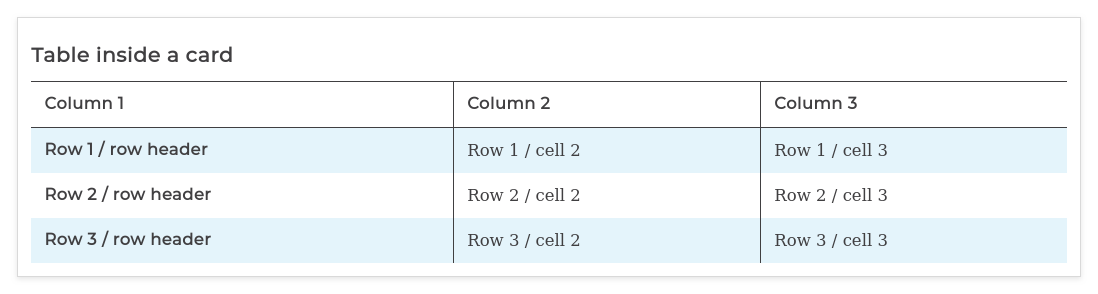 Table inside a card
Column 1 Column 2 Column 3
Row 1 / row header Row 1 / cell 2 Row 1 / cell 3
Row 2 / row header Row 2 / cell 2 Row 2 / cell 3
Row 3 / row header Row 3 / cell 2 Row 3 / cell 3